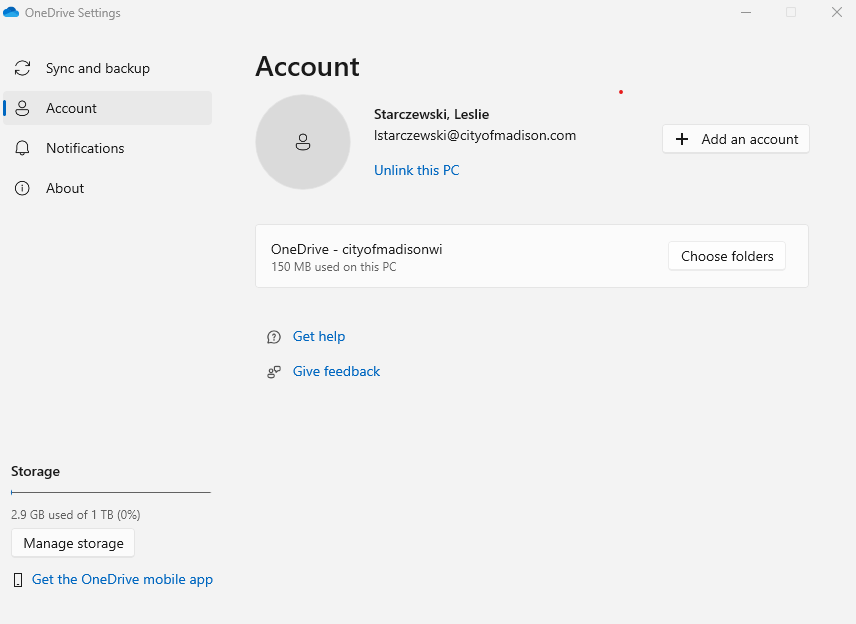 OneDrive Settings
Sync and backup
Account
Notifications
About
Account
Starczewski, Leslie
lstarczewski@cityofmadison.com
Unlink this PC
Add an account
OneDrive - cityofmadisonwi
150 MB used on this PC
Choose folders
Get help
Give feedback
Storage
2.9 GB used of 1 TB (0%)
Manage storage
Get the OneDrive mobile app